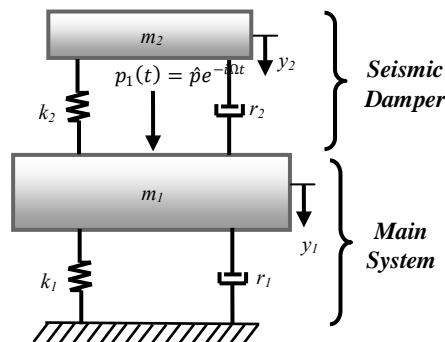 m₂
y₂
Seismic
Damper
k₂
p₁(t) = p̂e⁻ⁱΩᵗ
r₂
m₁
y₁
Main
System
k₁
r₁